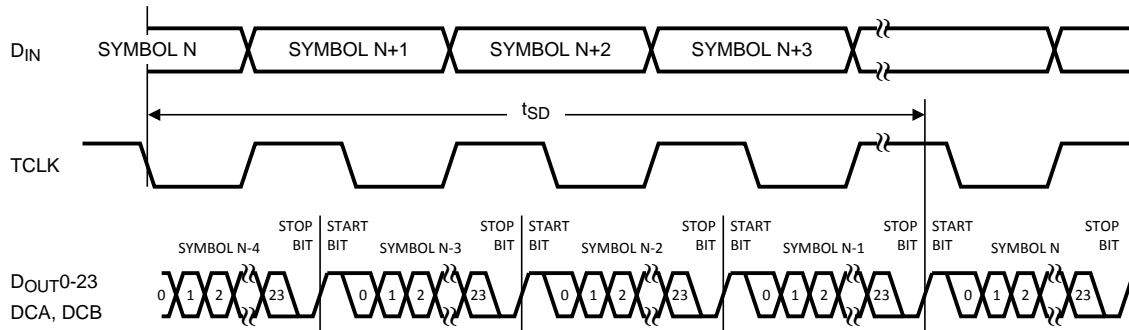 DIN
SYMBOL N SYMBOL N+1 SYMBOL N+2 SYMBOL N+3
tSD
TCLK
STOP BIT START BIT STOP BIT START BIT STOP BIT START BIT STOP BIT START BIT STOP BIT
SYMBOL N-4 SYMBOL N-3 SYMBOL N-2 SYMBOL N-1 SYMBOL N
DOUT0-23
DCA, DCB
0 1 2 23 0 1 2 23 0 1 2 23 0 1 2 23 0 1 2 23